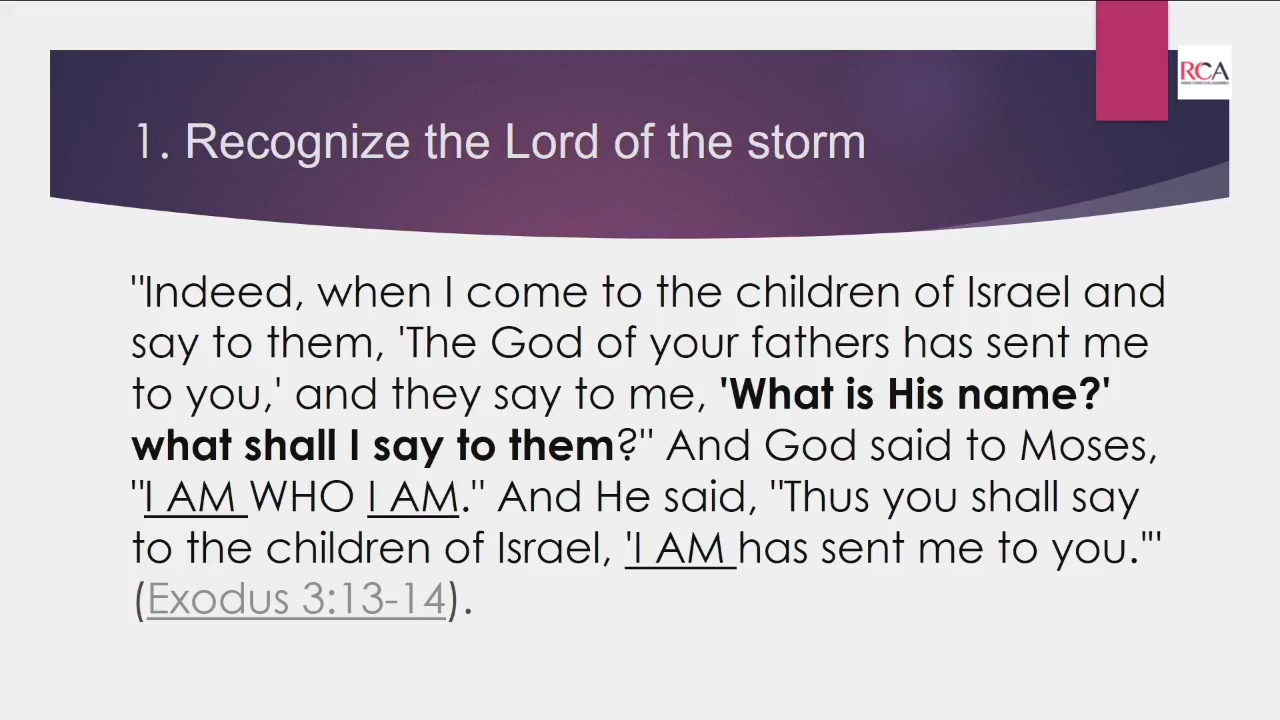 RCA
1. Recognize the Lord of the storm
"Indeed, when I come to the children of Israel and
say to them, 'The God of your fathers has sent me
to you,' and they say to me, 'What is His name?'
what shall I say to them?" And God said to Moses,
"I AM WHO I AM." And He said, "Thus you shall say
to the children of Israel, 'I AM has sent me to you.'"
(Exodus 3:13-14).